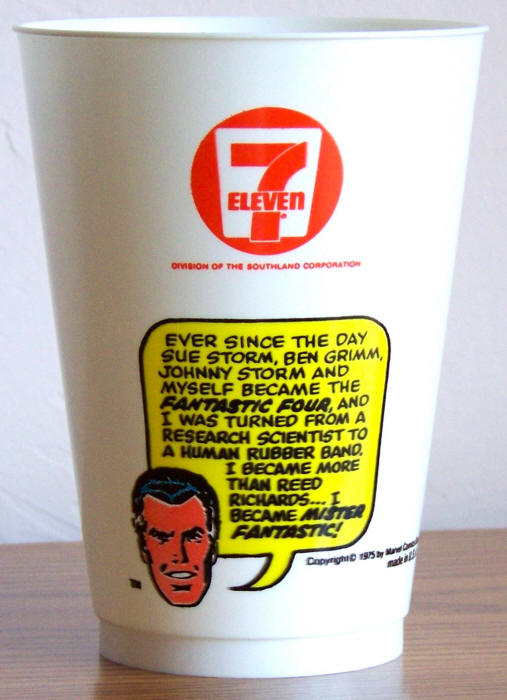 7
ELEVEn
DIVISION OF THE SOUTHLAND CORPORATION
EVER SINCE THE DAY
SUE STORM, BEN GRIMM,
JOHNNY STORM AND
MYSELF BECAME THE
FANTASTIC FOUR, AND
I WAS TURNED FROM A
RESEARCH SCIENTIST TO
A HUMAN RUBBER BAND,
I BECAME MORE
THAN REED
RICHARDS... I
BECAME MISTER
FANTASTIC!
Copyright © 1975 by Marvel Comics
made in U.S.
TM